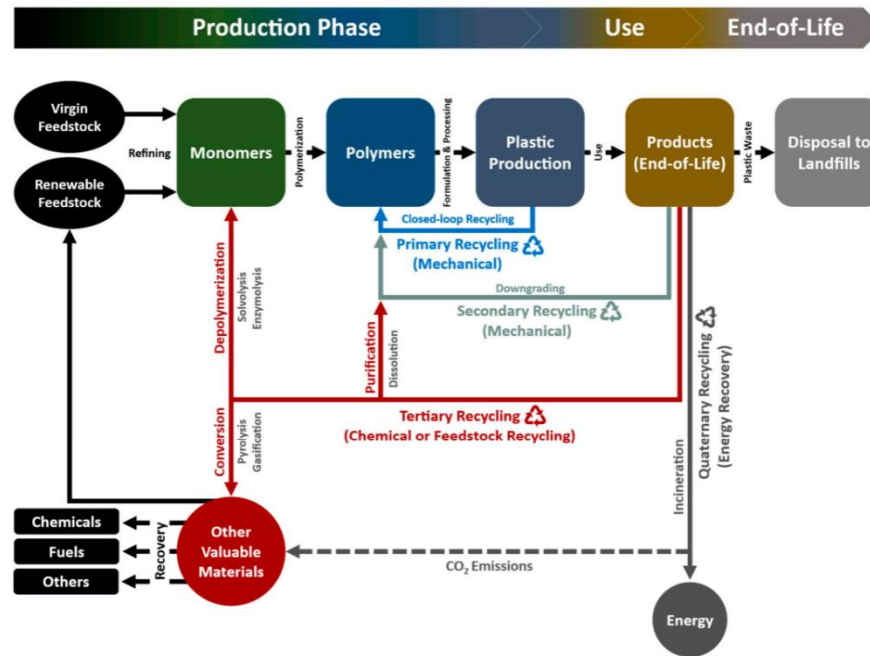 Production Phase
Use
End-of-Life
Virgin
Feedstock
Renewable
Feedstock
Refining
Monomers
Polymerization
Polymers
Formulation & Processing
Plastic
Production
Use
Products
(End-of-Life)
Plastic Waste
Disposal to
Landfills
Closed-loop Recycling
Primary Recycling
(Mechanical)
Downgrading
Secondary Recycling
(Mechanical)
Depolymerization
Solvolysis
Enzymolysis
Purification
Dissolution
Tertiary Recycling
(Chemical or Feedstock Recycling)
Conversion
Pyrolysis
Gasification
Incineration
Quaternary Recycling
(Energy Recovery)
Chemicals
Fuels
Others
Recovery
Other
Valuable
Materials
CO₂ Emissions
Energy